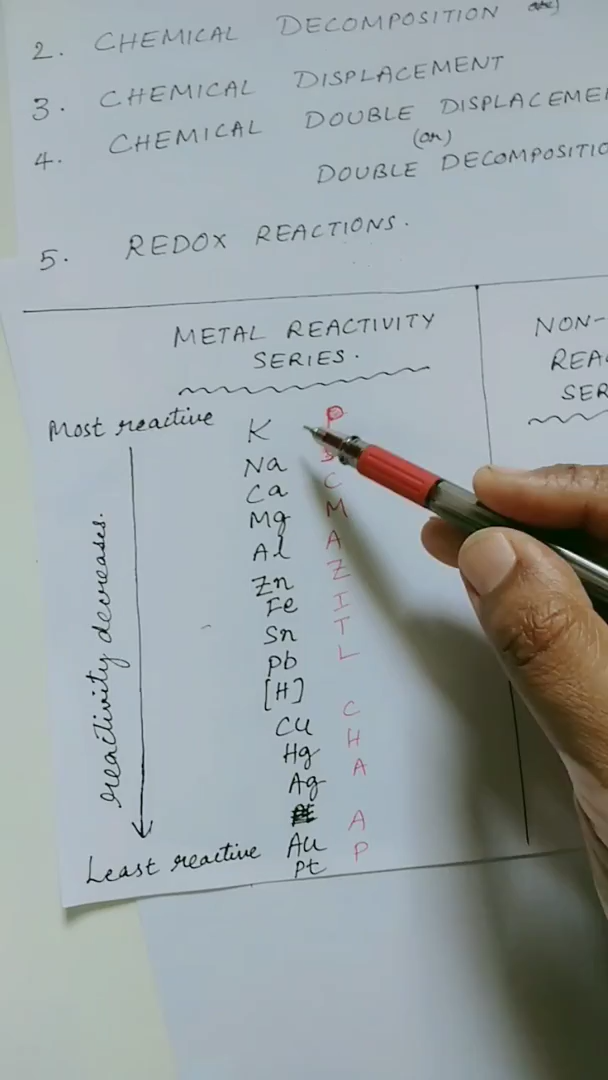 2. CHEMICAL DECOMPOSITION
3. CHEMICAL DISPLACEMENT
4. CHEMICAL DOUBLE DISPLACEME
(or)
DOUBLE DECOMPOSITIO
5. REDOX REACTIONS.
METAL REACTIVITY
SERIES.
NON-
REA
SER
Most reactive
reactivity decreases.
K P
Na S
Ca C
Mg M
Al A
Zn Z
Fe I
Sn T
Pb L
[H]
Cu C
Hg H
Ag A
Au A
Pt P
Least reactive